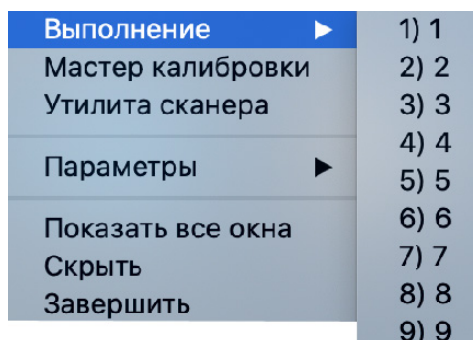 Выполнение
Мастер калибровки
Утилита сканера
Параметры
Показать все окна
Скрыть
Завершить
1) 1
2) 2
3) 3
4) 4
5) 5
6) 6
7) 7
8) 8
9) 9